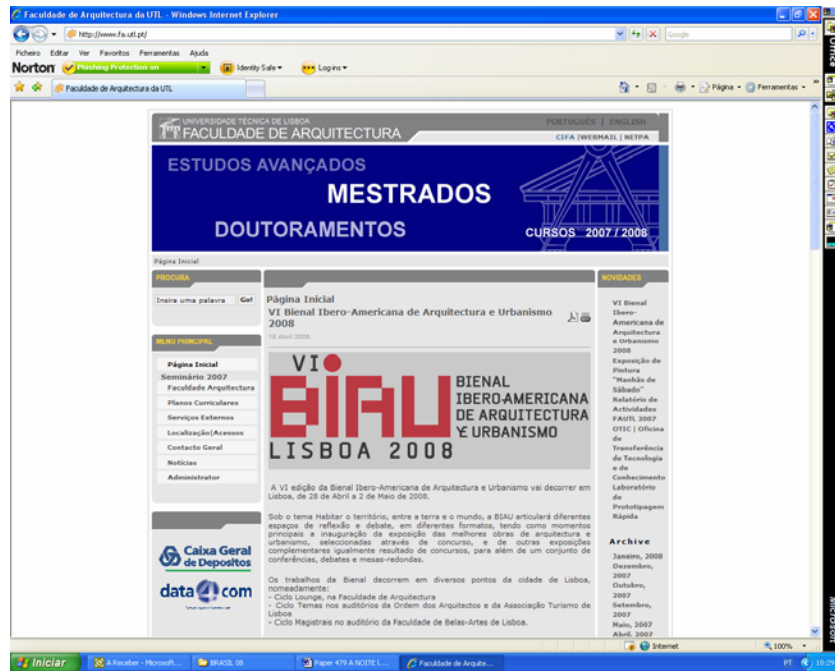 Faculdade de Arquitectura da UTL - Windows Internet Explorer
http://www.fa.utl.pt/
Google
Ficheiro Editar Ver Favoritos Ferramentas Ajuda
Norton Phishing Protection on Identity Safe Log-ins
Faculdade de Arquitectura da UTL
Página Ferramentas
Office
UNIVERSIDADE TÉCNICA DE LISBOA
FACULDADE DE ARQUITECTURA
PORTUGUÊS | ENGLISH
CIFA |WEBMAIL | NETPA
ESTUDOS AVANÇADOS
MESTRADOS
DOUTORAMENTOS
CURSOS 2007 / 2008
Página Inicial
PROCURA
Insira uma palavra Go!
MENU PRINCIPAL
Página Inicial
Seminário 2007
Faculdade Arquitectura
Planos Curriculares
Serviços Externos
Localização|Acessos
Contacto Geral
Notícias
Administrator
Caixa Geral
de Depositos
data4com
Página Inicial
VI Bienal Ibero-Americana de Arquitectura e Urbanismo
2008
18 Abril 2008
VI
BIAU
BIENAL
IBERO-AMERICANA
DE ARQUITECTURA
Y E URBANISMO
LISBOA 2008
A VI edição da Bienal Ibero-Americana de Arquitectura e Urbanismo vai decorrer em
Lisboa, de 28 de Abril a 2 de Maio de 2008.
Sob o tema Habitar o território, entre a terra e o mundo, a BIAU articulará diferentes
espaços de reflexão e debate, em diferentes formatos, tendo como momentos
principais a inauguração da exposição das melhores obras de arquitectura e
urbanismo, seleccionadas através de concurso, e de outras exposições
complementares igualmente resultado de concursos, para além de um conjunto de
conferências, debates e mesas-redondas.
Os trabalhos da Bienal decorrem em diversos pontos da cidade de Lisboa,
nomeadamente:
- Ciclo Lounge, na Faculdade de Arquitectura
- Ciclo Temas nos auditórios da Ordem dos Arquitectos e da Associação Turismo de
Lisboa
- Ciclo Magistrais no auditório da Faculdade de Belas-Artes de Lisboa.
NOVIDADES
VI Bienal
Ibero-
Americana de
Arquitectura
e Urbanismo
2008
Exposição de
Pintura
"Manhãs de
Sábado"
Relatório de
Actividades
FAUTL 2007
OTIC | Oficina
de
Transferência
de Tecnologia
e de
Conhecimento
Laboratório
de
Prototipagem
Rápida
Archive
Janeiro, 2008
Dezembro,
2007
Outubro,
2007
Setembro,
2007
Maio, 2007
Abril, 2007
Microsof
Internet 100%
Iniciar A Receber - Microsoft... BRASIL 08 Paper 479 A NOITE I... Faculdade de Arquite... PT 18:29